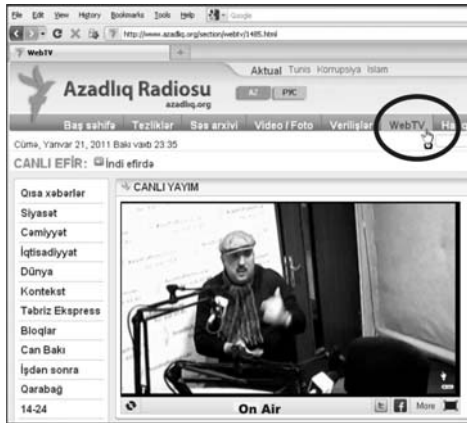 File Edit View History Bookmarks Tools Help Google
http://www.azadliq.org/section/webtv/1485.html
WebTV
Aktual Tunis Korrupsiya Islam
Azadlıq Radiosu
azadliq.org
AZ РУС
Baş səhifə Tezliklər Səs arxivi Video / Foto Verilişlər WebTV
Cümə, Yanvar 21, 2011 Bakı vaxtı 23:35
CANLI EFİR: İndi efirdə
CANLI YAYIM
Qısa xəbərlər
Siyasət
Cəmiyyət
İqtisadiyyat
Dünya
Kontekst
Təbriz Ekspress
Bloqlar
Can Bakı
İşdən sonra
Qarabağ
14-24
On Air
More